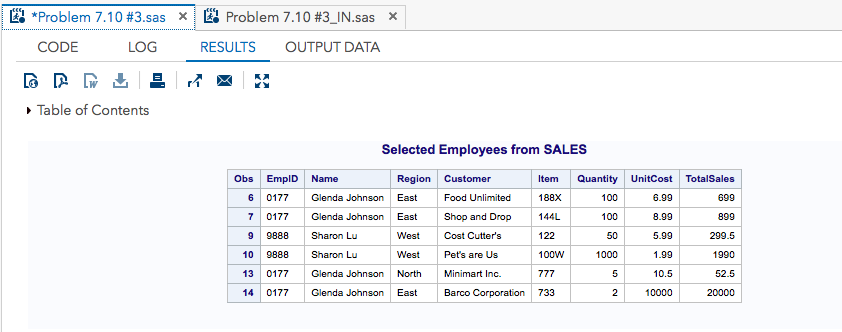 *Problem 7.10 #3.sas × Problem 7.10 #3_IN.sas ×
CODE LOG RESULTS OUTPUT DATA
Table of Contents
Selected Employees from SALES
Obs EmpID Name Region Customer Item Quantity UnitCost TotalSales
6 0177 Glenda Johnson East Food Unlimited 188X 100 6.99 699
7 0177 Glenda Johnson East Shop and Drop 144L 100 8.99 899
9 9888 Sharon Lu West Cost Cutter's 122 50 5.99 299.5
10 9888 Sharon Lu West Pet's are Us 100W 1000 1.99 1990
13 0177 Glenda Johnson North Minimart Inc. 777 5 10.5 52.5
14 0177 Glenda Johnson East Barco Corporation 733 2 10000 20000